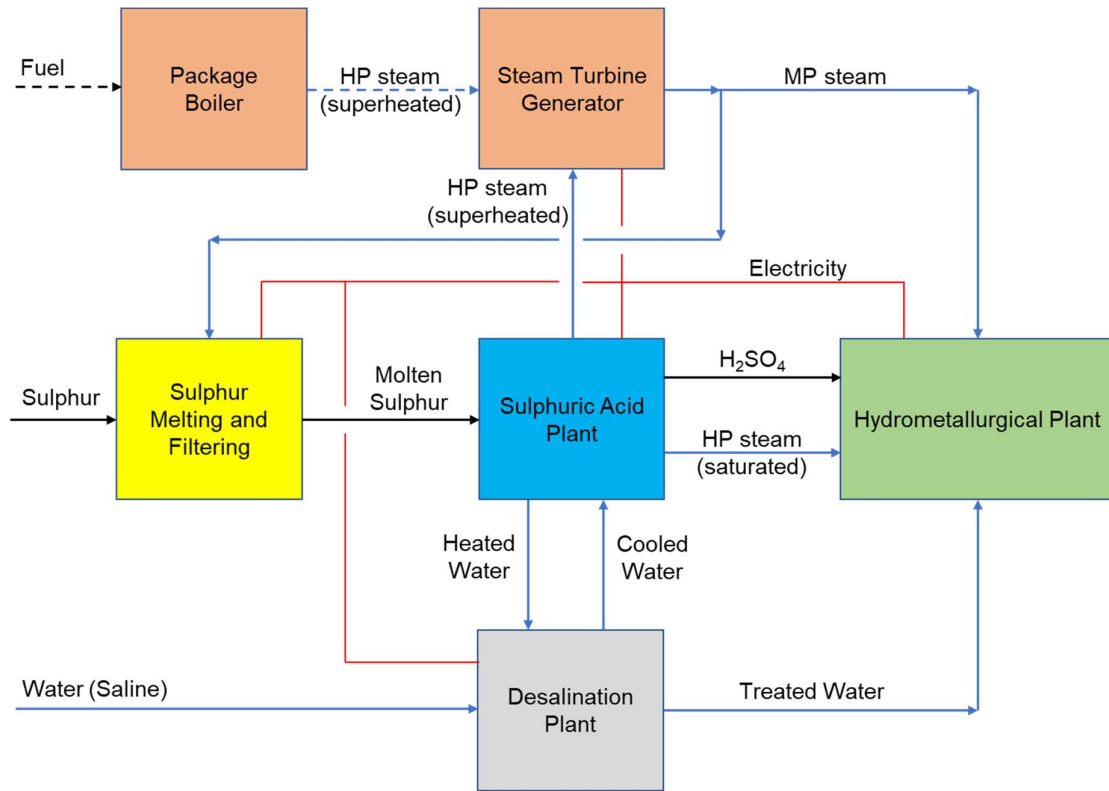 Fuel
Package
Boiler
HP steam
(superheated)
Steam Turbine
Generator
MP steam
HP steam
(superheated)
Electricity
Sulphur
Sulphur
Melting and
Filtering
Molten
Sulphur
Sulphuric Acid
Plant
H₂SO₄
HP steam
(saturated)
Hydrometallurgical Plant
Heated
Water
Cooled
Water
Water (Saline)
Desalination
Plant
Treated Water